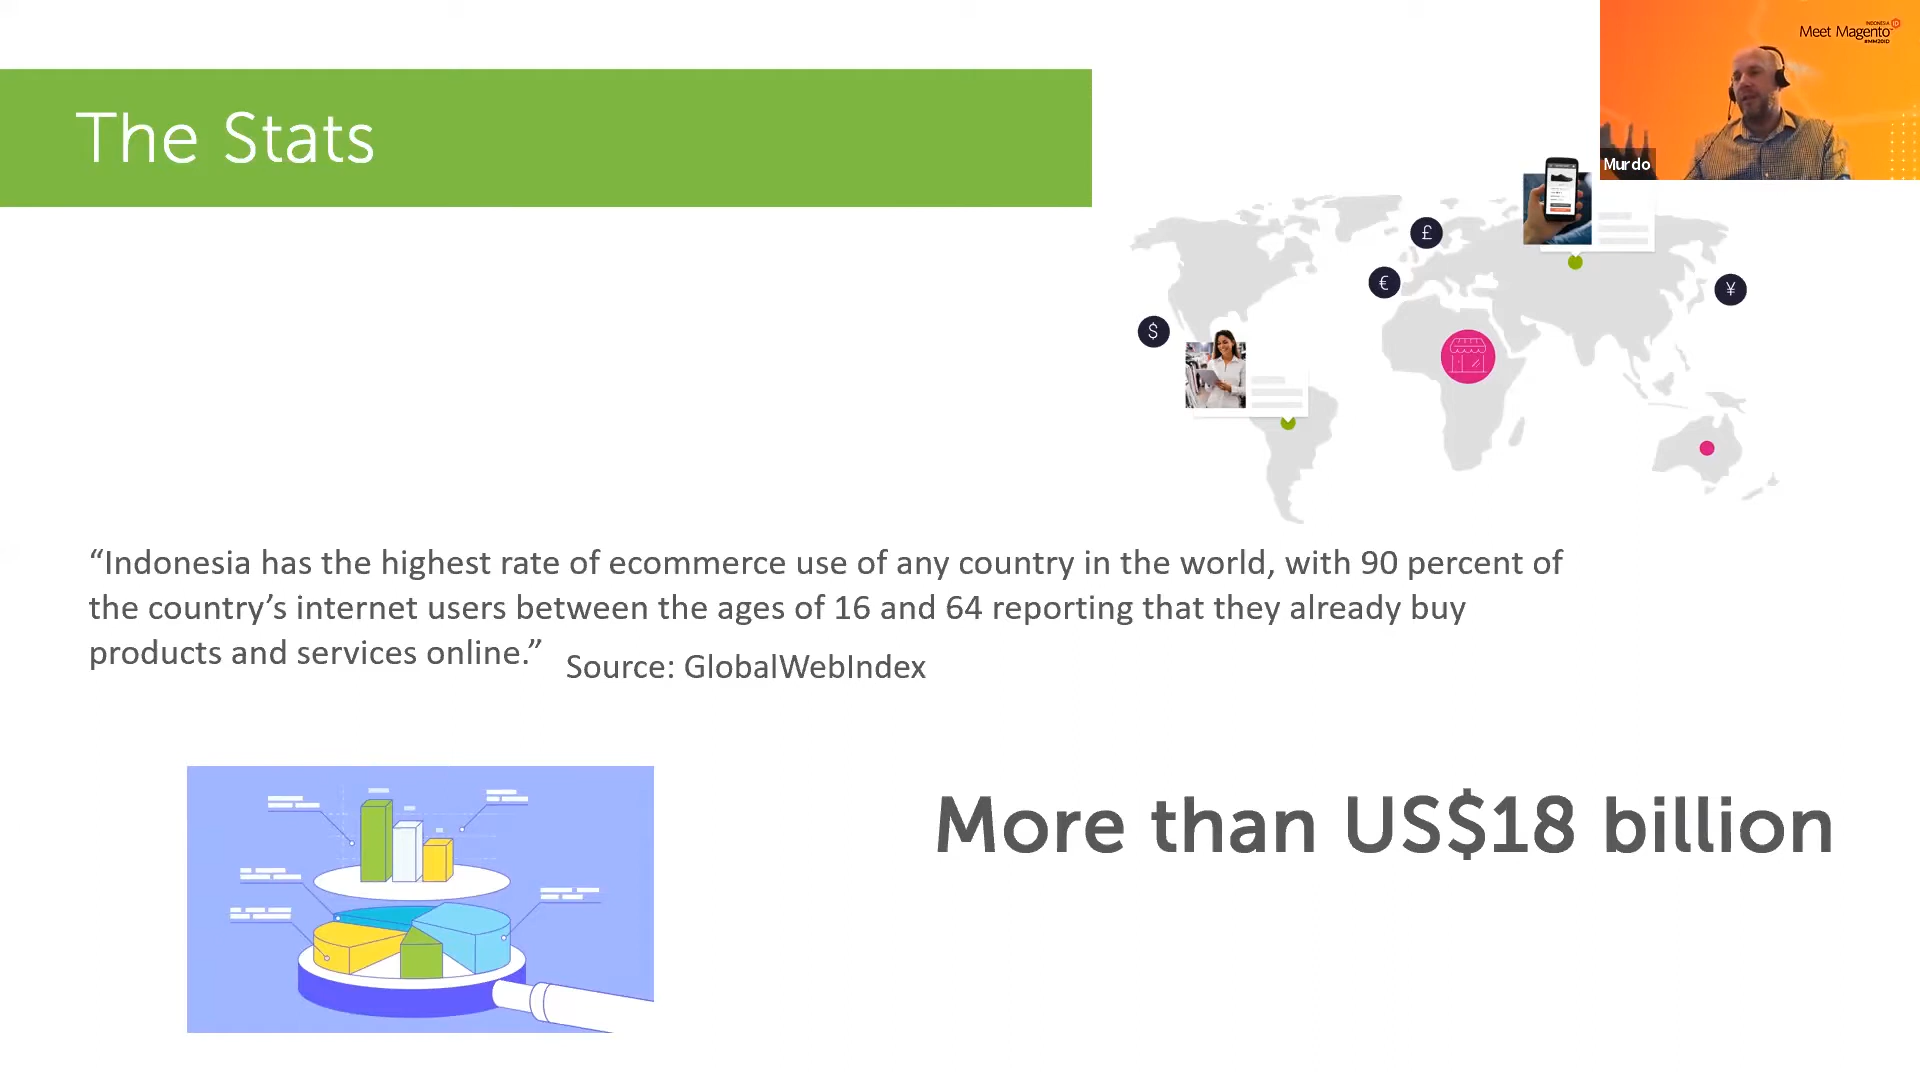 INDONESIA
Meet Magento
#MM20ID
The Stats
Murdo
£
€
¥
$
“Indonesia has the highest rate of ecommerce use of any country in the world, with 90 percent of
the country’s internet users between the ages of 16 and 64 reporting that they already buy
products and services online.” Source: GlobalWebIndex
More than US$18 billion